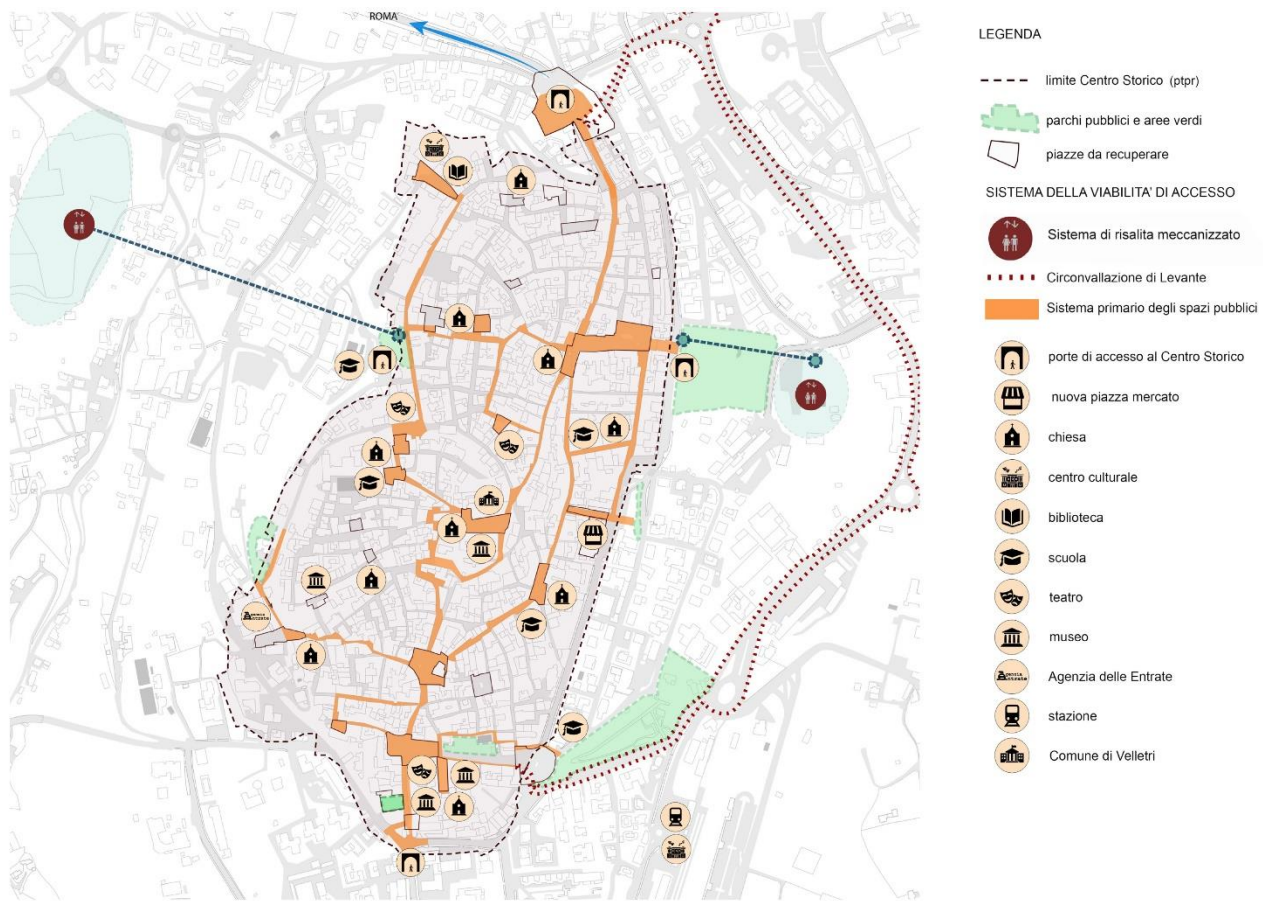 ROMA
LEGENDA
limite Centro Storico (ptpr)
parchi pubblici e aree verdi
piazze da recuperare
SISTEMA DELLA VIABILITA' DI ACCESSO
Sistema di risalita meccanizzato
Circonvallazione di Levante
Sistema primario degli spazi pubblici
porte di accesso al Centro Storico
nuova piazza mercato
chiesa
centro culturale
biblioteca
scuola
teatro
museo
Agenzia delle Entrate
stazione
Comune di Velletri